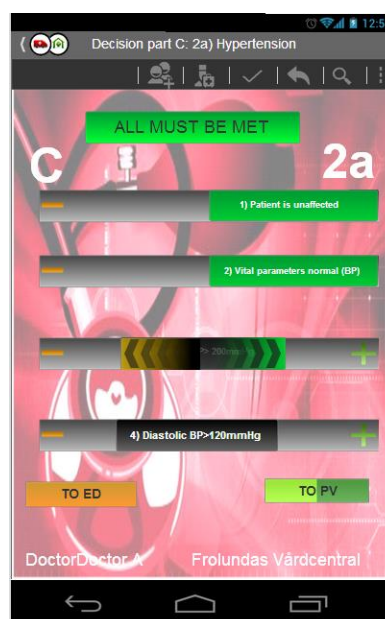 12:5
Decision part C: 2a) Hypertension
ALL MUST BE MET
C
2a
1) Patient is unaffected
2) Vital parameters normal (BP)
200mm
4) Diastolic BP>120mmHg
TO ED
TO PV
DoctorDoctor A
Frolundas Vårdcentral